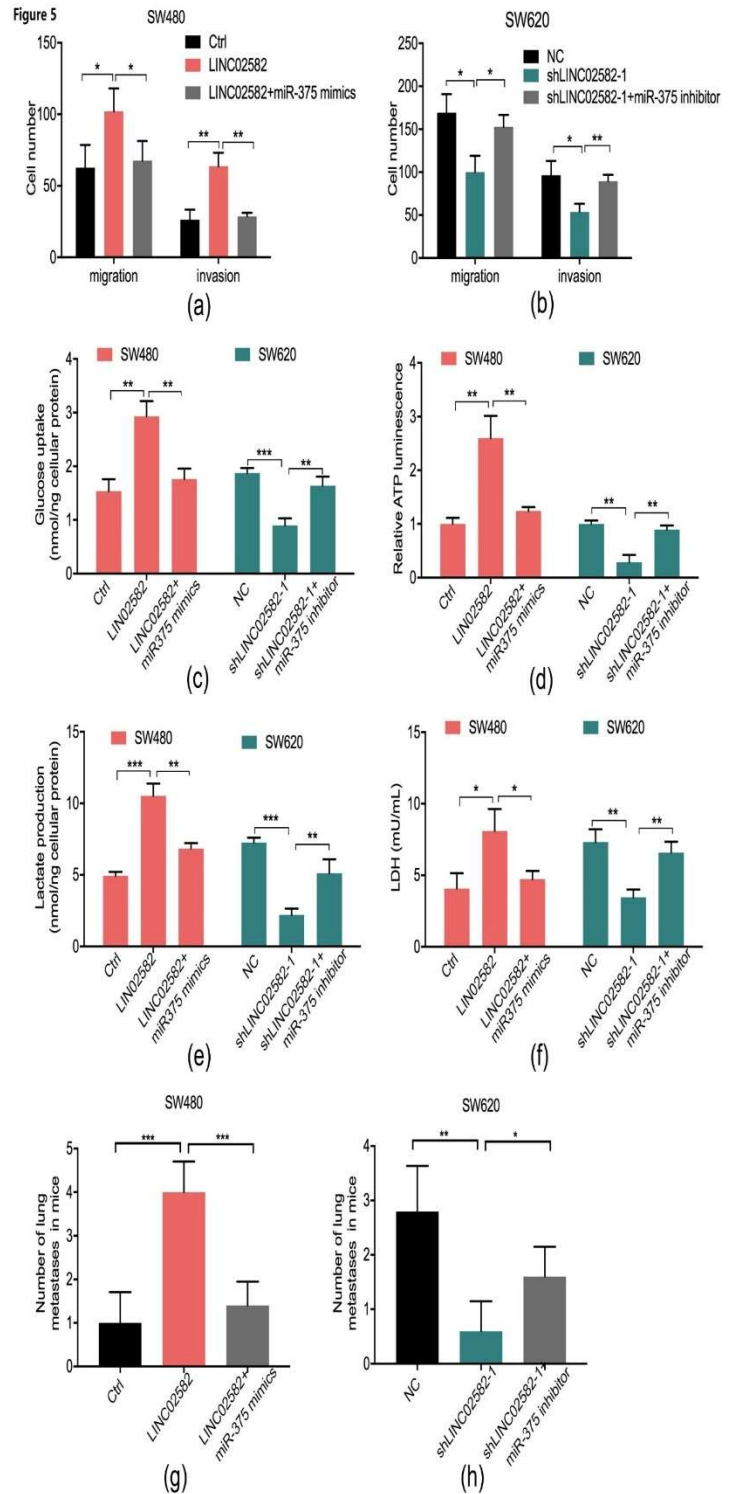 Figure 5
SW480
Ctrl
LINC02582
LINC02582+miR-375 mimics
Cell number
100
50
0
* *
** **
migration invasion
(a)
SW620
NC
shLINC02582-1
shLINC02582-1+miR-375 inhibitor
Cell number
250
200
150
100
50
0
* *
* **
migration invasion
(b)
SW480 SW620
Glucose uptake
(nmol/ng cellular protein)
4
3
2
1
0
** **
*** **
Ctrl
LIN02582
LINC02582+
miR375 mimics
NC
shLINC02582-1
shLINC02582-1+
miR-375 inhibitor
(c)
SW480 SW620
Relative ATP luminescence
4
3
2
1
0
** **
** **
Ctrl
LIN02582
LINC02582+
miR375 mimics
NC
shLINC02582-1
shLINC02582-1+
miR-375 inhibitor
(d)
SW480 SW620
Lactate production
(nmol/ng cellular protein)
15
10
5
0
*** **
*** **
Ctrl
LIN02582
LINC02582+
miR375 mimics
NC
shLINC02582-1
shLINC02582-1+
miR-375 inhibitor
(e)
SW480 SW620
LDH (mU/mL)
15
10
5
0
* *
** **
Ctrl
LIN02582
LINC02582+
miR375 mimics
NC
shLINC02582-1
shLINC02582-1+
miR-375 inhibitor
(f)
SW480
Number of lung
metastases in mice
5
4
3
2
1
0
*** ***
Ctrl
LINC02582
LINC02582+
miR-375 mimics
(g)
SW620
Number of lung
metastases in mice
4
3
2
1
0
** *
NC
shLINC02582-1
shLINC02582-1+
miR-375 inhibitor
(h)